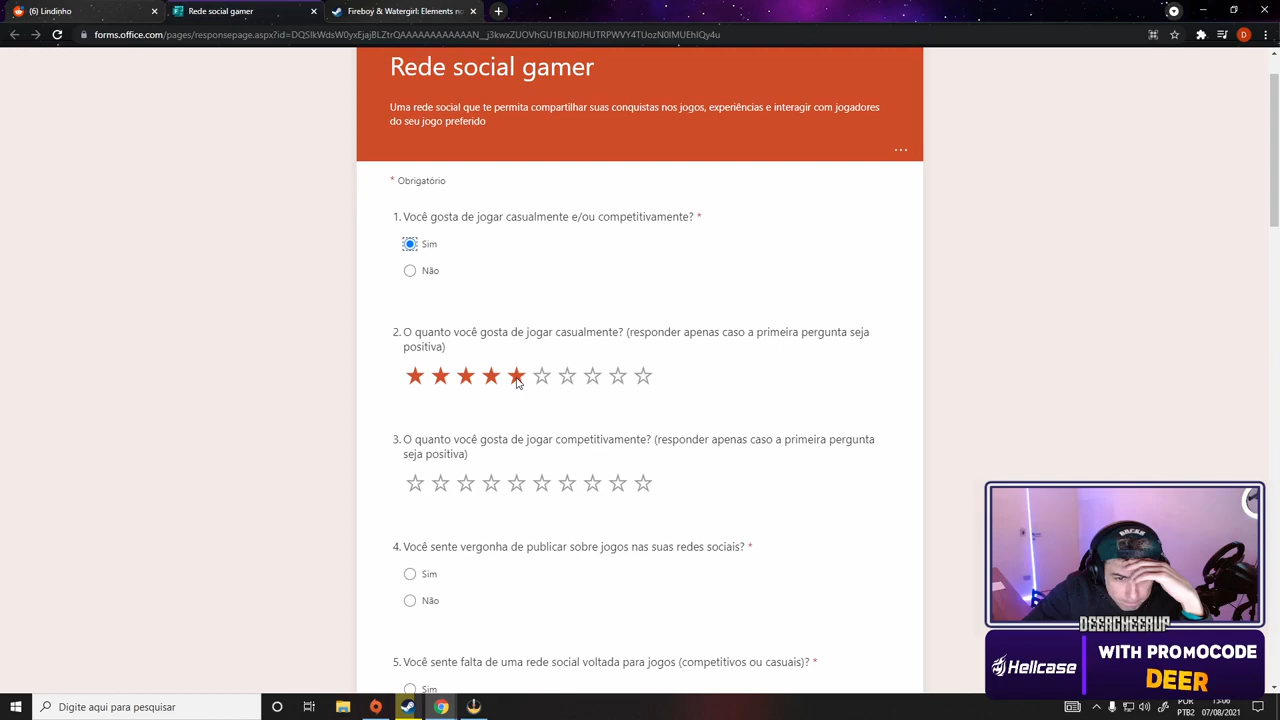 (6) Lindinho
Rede social gamer
Fireboy & Watergirl: Elements no
forms.office.com/pages/responsepage.aspx?id=
D
Rede social gamer
Uma rede social que te permita compartilhar suas conquistas nos jogos, experiências e interagir com jogadores
do seu jogo preferido
...
* Obrigatório
1. Você gosta de jogar casualmente e/ou competitivamente? *
Sim
Não
2. O quanto você gosta de jogar casualmente? (responder apenas caso a primeira pergunta seja
positiva)
3. O quanto você gosta de jogar competitivamente? (responder apenas caso a primeira pergunta
seja positiva)
4. Você sente vergonha de publicar sobre jogos nas suas redes sociais? *
Sim
Não
5. Você sente falta de uma rede social voltada para jogos (competitivos ou casuais)? *
Sim
DEERCHEERUP
Hellcase
WITH PROMOCODE
DEER
Digite aqui para pesquisar
POR
PTB2
15:06
07/08/2021